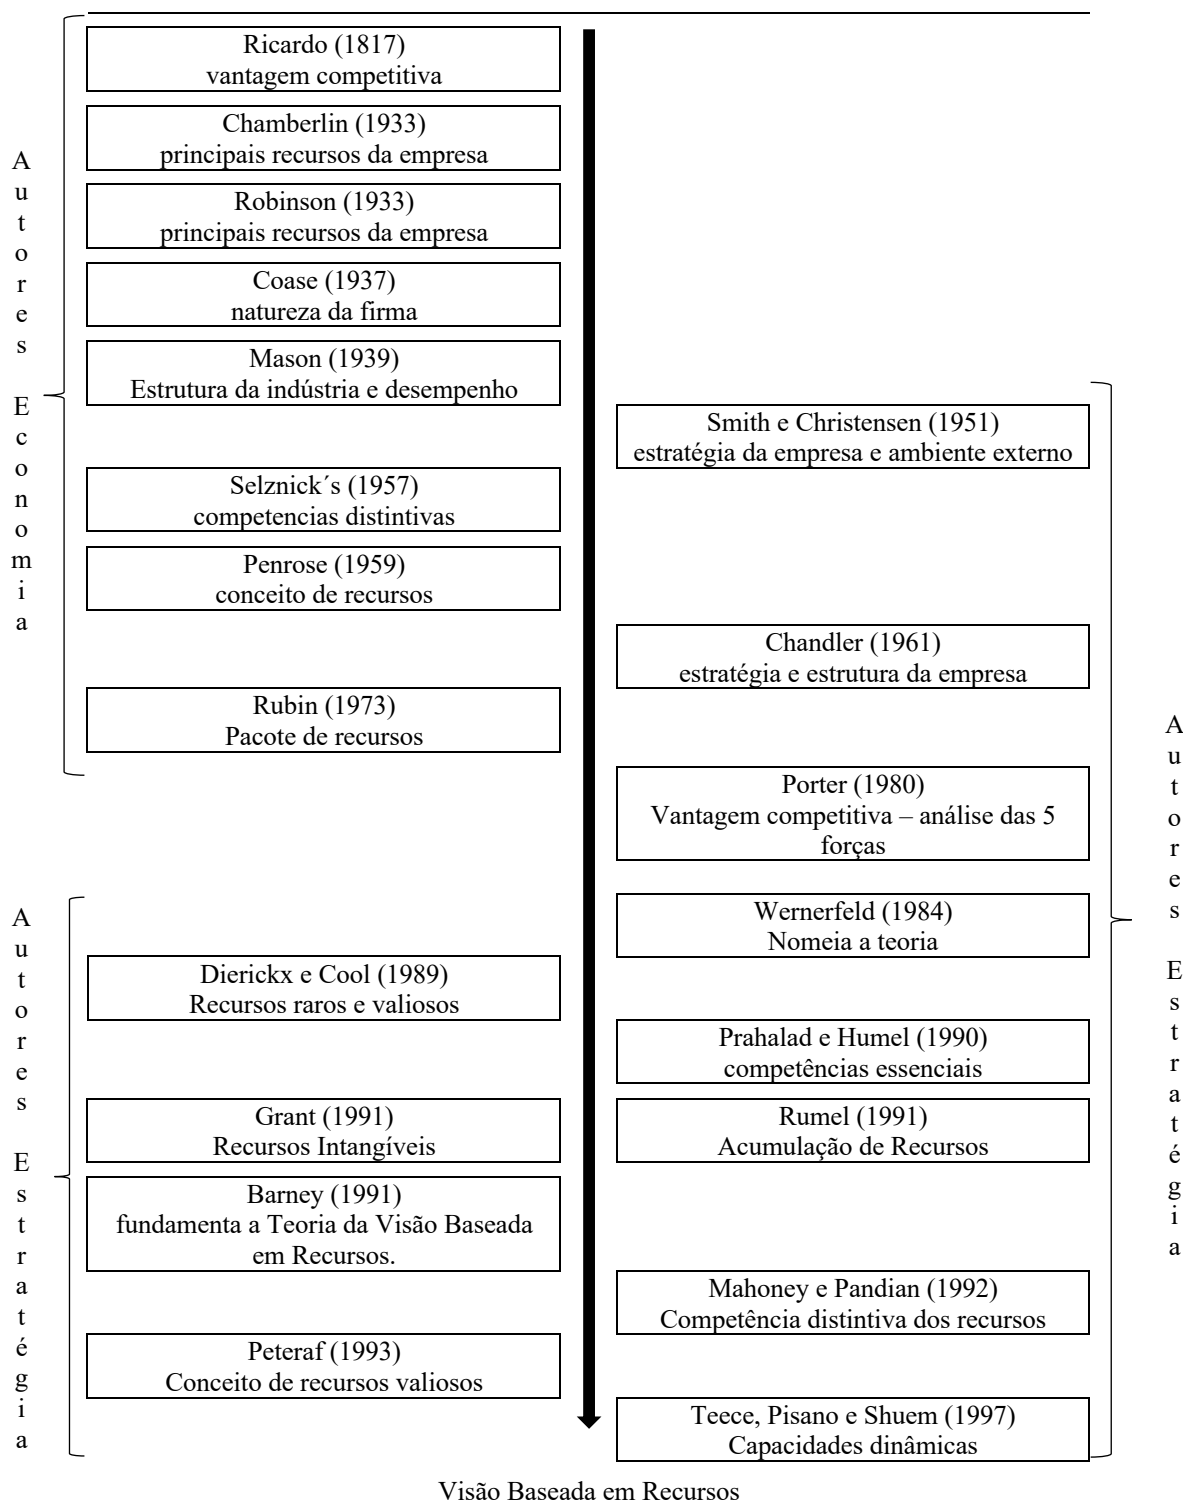 Ricardo (1817)
vantagem competitiva
Chamberlin (1933)
principais recursos da empresa
Robinson (1933)
principais recursos da empresa
Coase (1937)
natureza da firma
Mason (1939)
Estrutura da indústria e desempenho
Selznick´s (1957)
competencias distintivas
Penrose (1959)
conceito de recursos
Rubin (1973)
Pacote de recursos
Autores Economia
Smith e Christensen (1951)
estratégia da empresa e ambiente externo
Chandler (1961)
estratégia e estrutura da empresa
Porter (1980)
Vantagem competitiva – análise das 5
forças
Wernerfeld (1984)
Nomeia a teoria
Prahalad e Humel (1990)
competências essenciais
Rumel (1991)
Acumulação de Recursos
Mahoney e Pandian (1992)
Competência distintiva dos recursos
Teece, Pisano e Shuem (1997)
Capacidades dinâmicas
Autores Estratégia
Dierickx e Cool (1989)
Recursos raros e valiosos
Grant (1991)
Recursos Intangíveis
Barney (1991)
fundamenta a Teoria da Visão Baseada
em Recursos.
Peteraf (1993)
Conceito de recursos valiosos
Autores Estratégia
Visão Baseada em Recursos